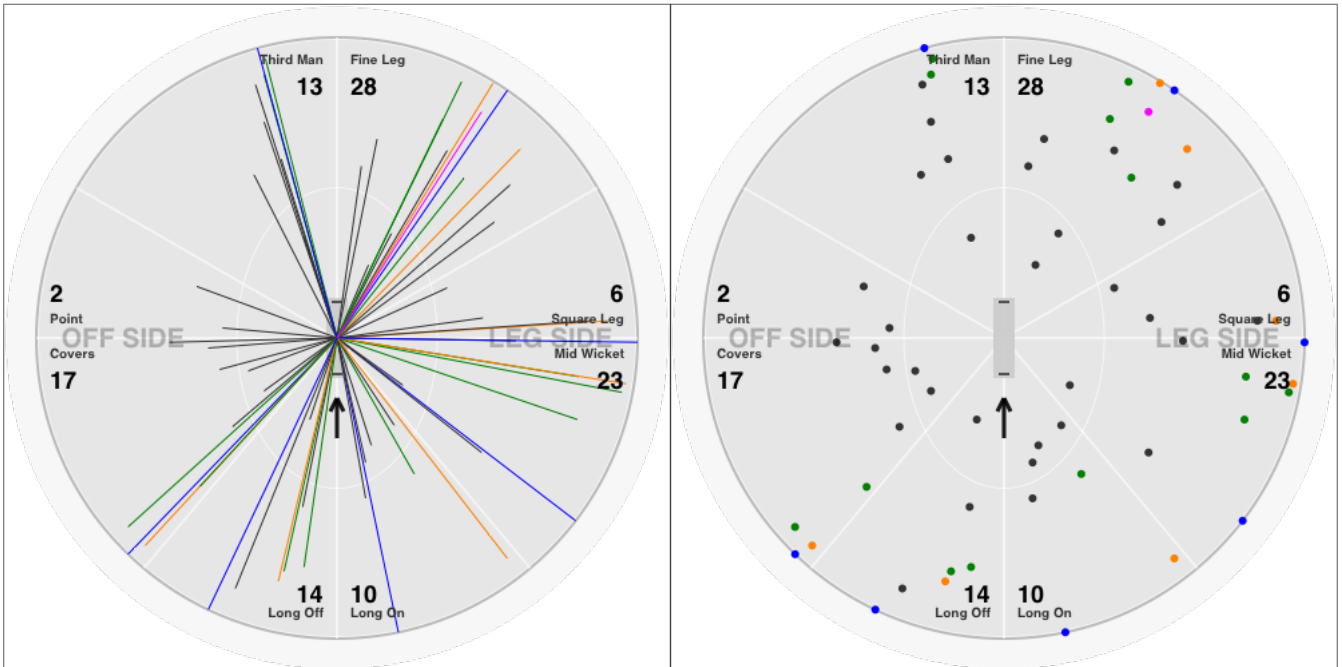 Third Man Fine Leg
13 28
2 6
Point Square Leg
OFF SIDE LEG SIDE
Covers Mid Wicket
17 23
14 10
Long Off Long On
Third Man Fine Leg
13 28
2 6
Point Square Leg
OFF SIDE LEG SIDE
Covers Mid Wicket
17 23
14 10
Long Off Long On